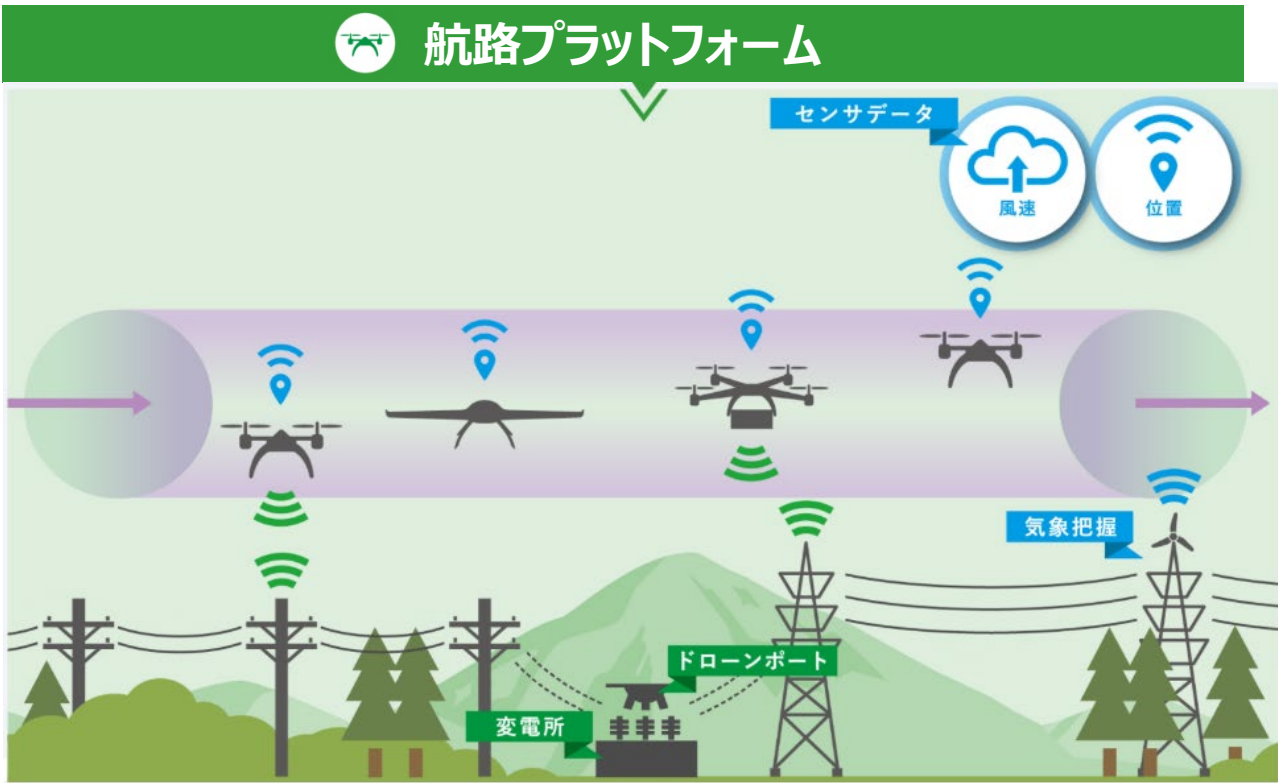 航路プラットフォーム
センサデータ
風速
位置
気象把握
ドローンポート
変電所